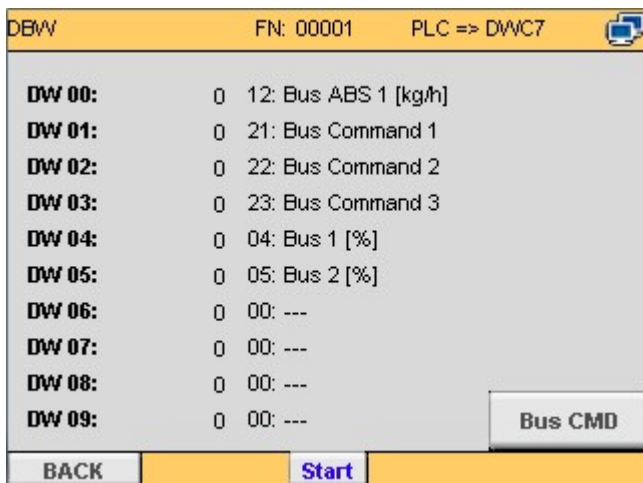 DBW FN: 00001 PLC => DWC7
DW 00: 0 12: Bus ABS 1 [kg/h]
DW 01: 0 21: Bus Command 1
DW 02: 0 22: Bus Command 2
DW 03: 0 23: Bus Command 3
DW 04: 0 04: Bus 1 [%]
DW 05: 0 05: Bus 2 [%]
DW 06: 0 00: ---
DW 07: 0 00: ---
DW 08: 0 00: ---
DW 09: 0 00: ---
Bus CMD
BACK Start